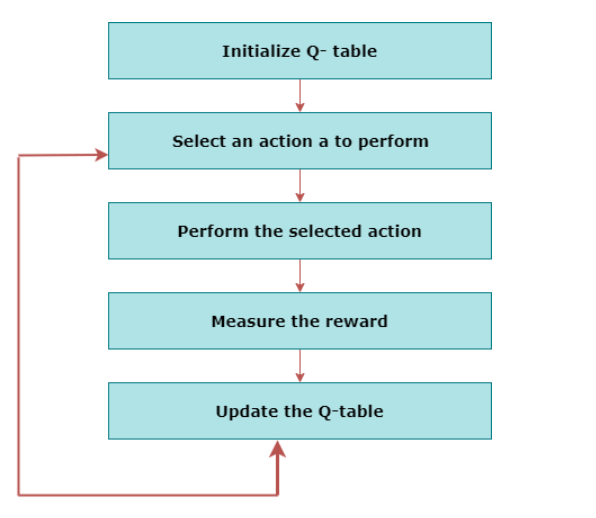 Initialize Q- table
Select an action a to perform
Perform the selected action
Measure the reward
Update the Q-table